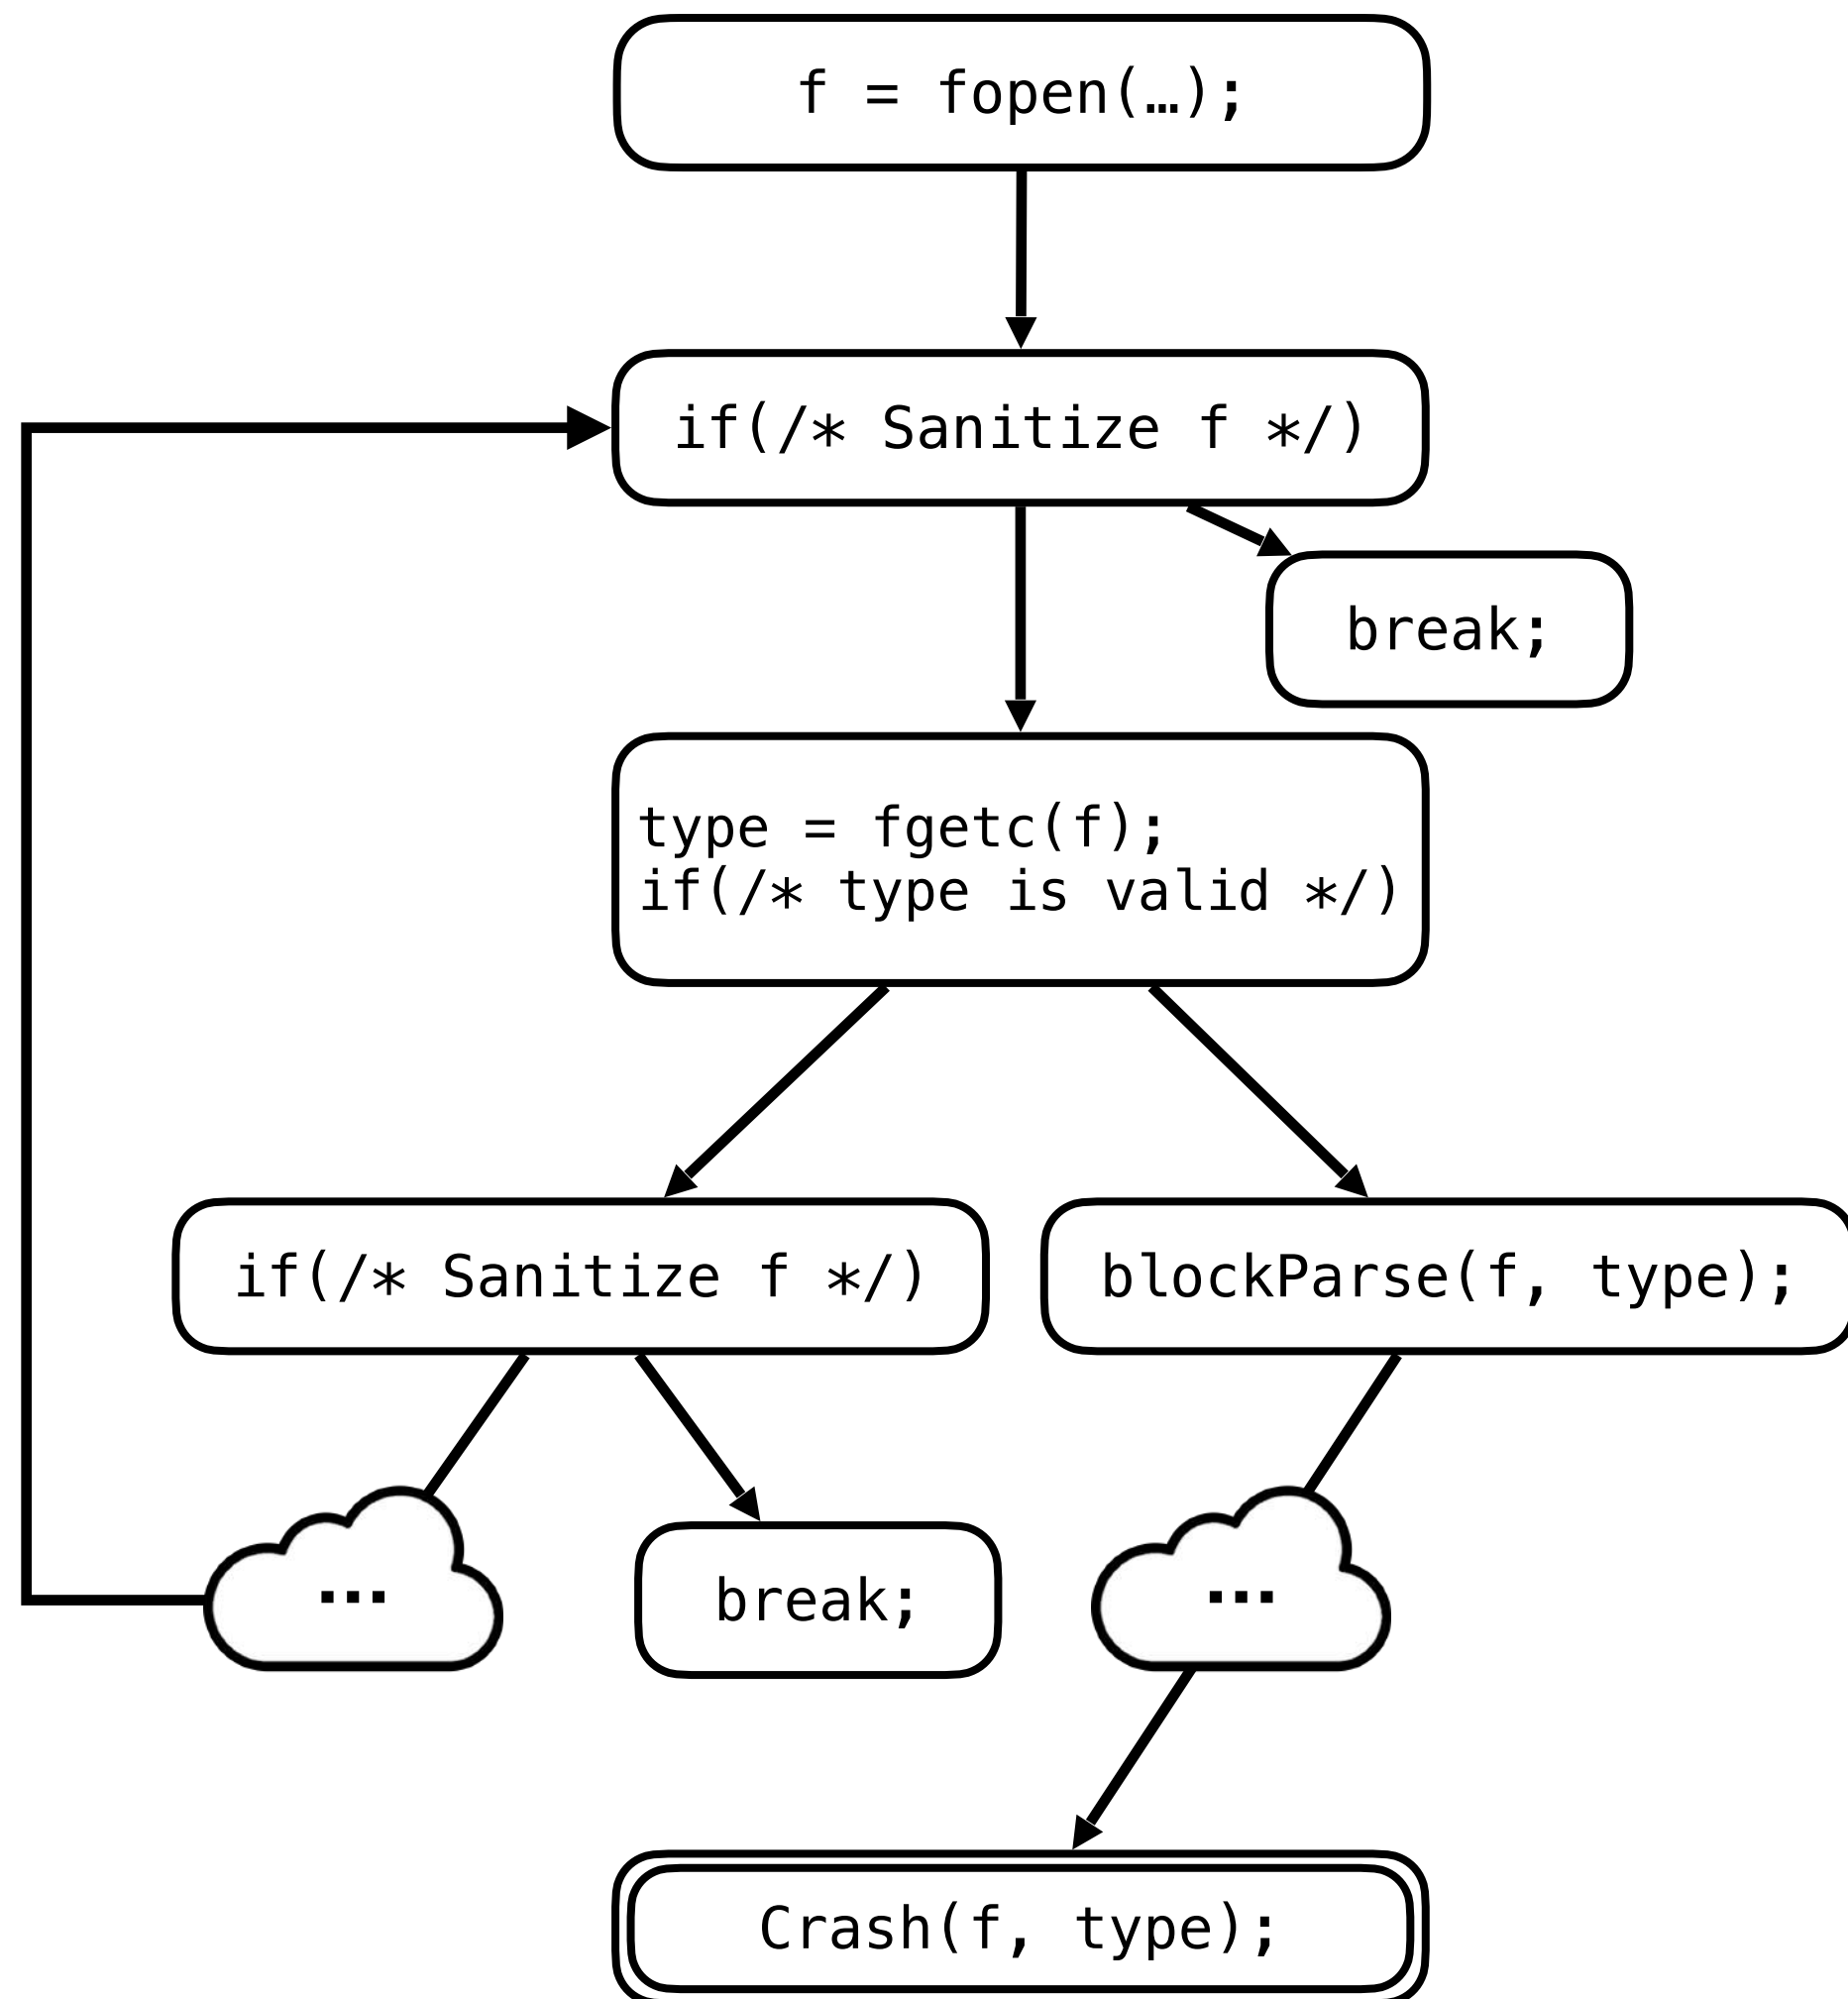 f = fopen(…);
if(/* Sanitize f */)
break;
type = fgetc(f);
if(/* type is valid */)
if(/* Sanitize f */)
blockParse(f, type);
...
break;
...
Crash(f, type);